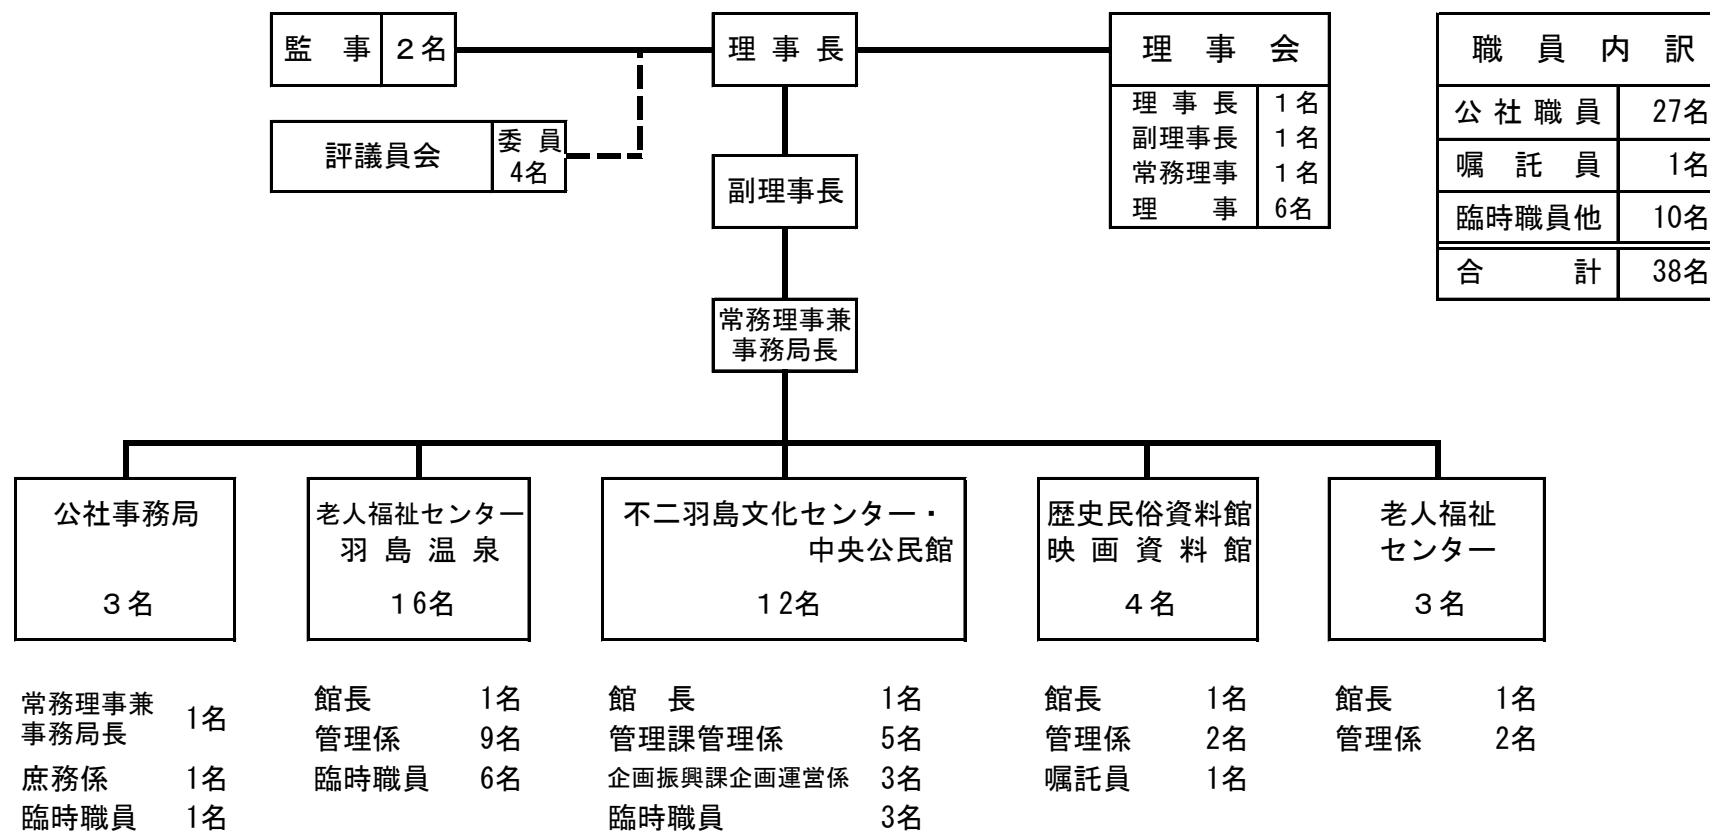 監　事 ２名
理 事 長
理　事　会
職　員　内　訳
理 事 長 １名
副理事長 １名
常務理事 １名
理　　事 6名
公 社 職 員 27名
嘱　託　員 1名
臨時職員他 10名
合　　　計 38名
評議員会 委 員
4名
副理事長
常務理事兼
事務局長
公社事務局
３名
老人福祉センター
羽 島 温 泉
16名
不二羽島文化センター・
中央公民館
12名
歴史民俗資料館
映 画 資 料 館
４名
老人福祉
センター
３名
常務理事兼
事務局長 1名
庶務係 1名
臨時職員 1名
館長 1名
管理係 9名
臨時職員 6名
館　長 1名
管理課管理係 5名
企画振興課企画運営係 3名
臨時職員 3名
館長 1名
管理係 2名
嘱託員 1名
館長 1名
管理係 2名